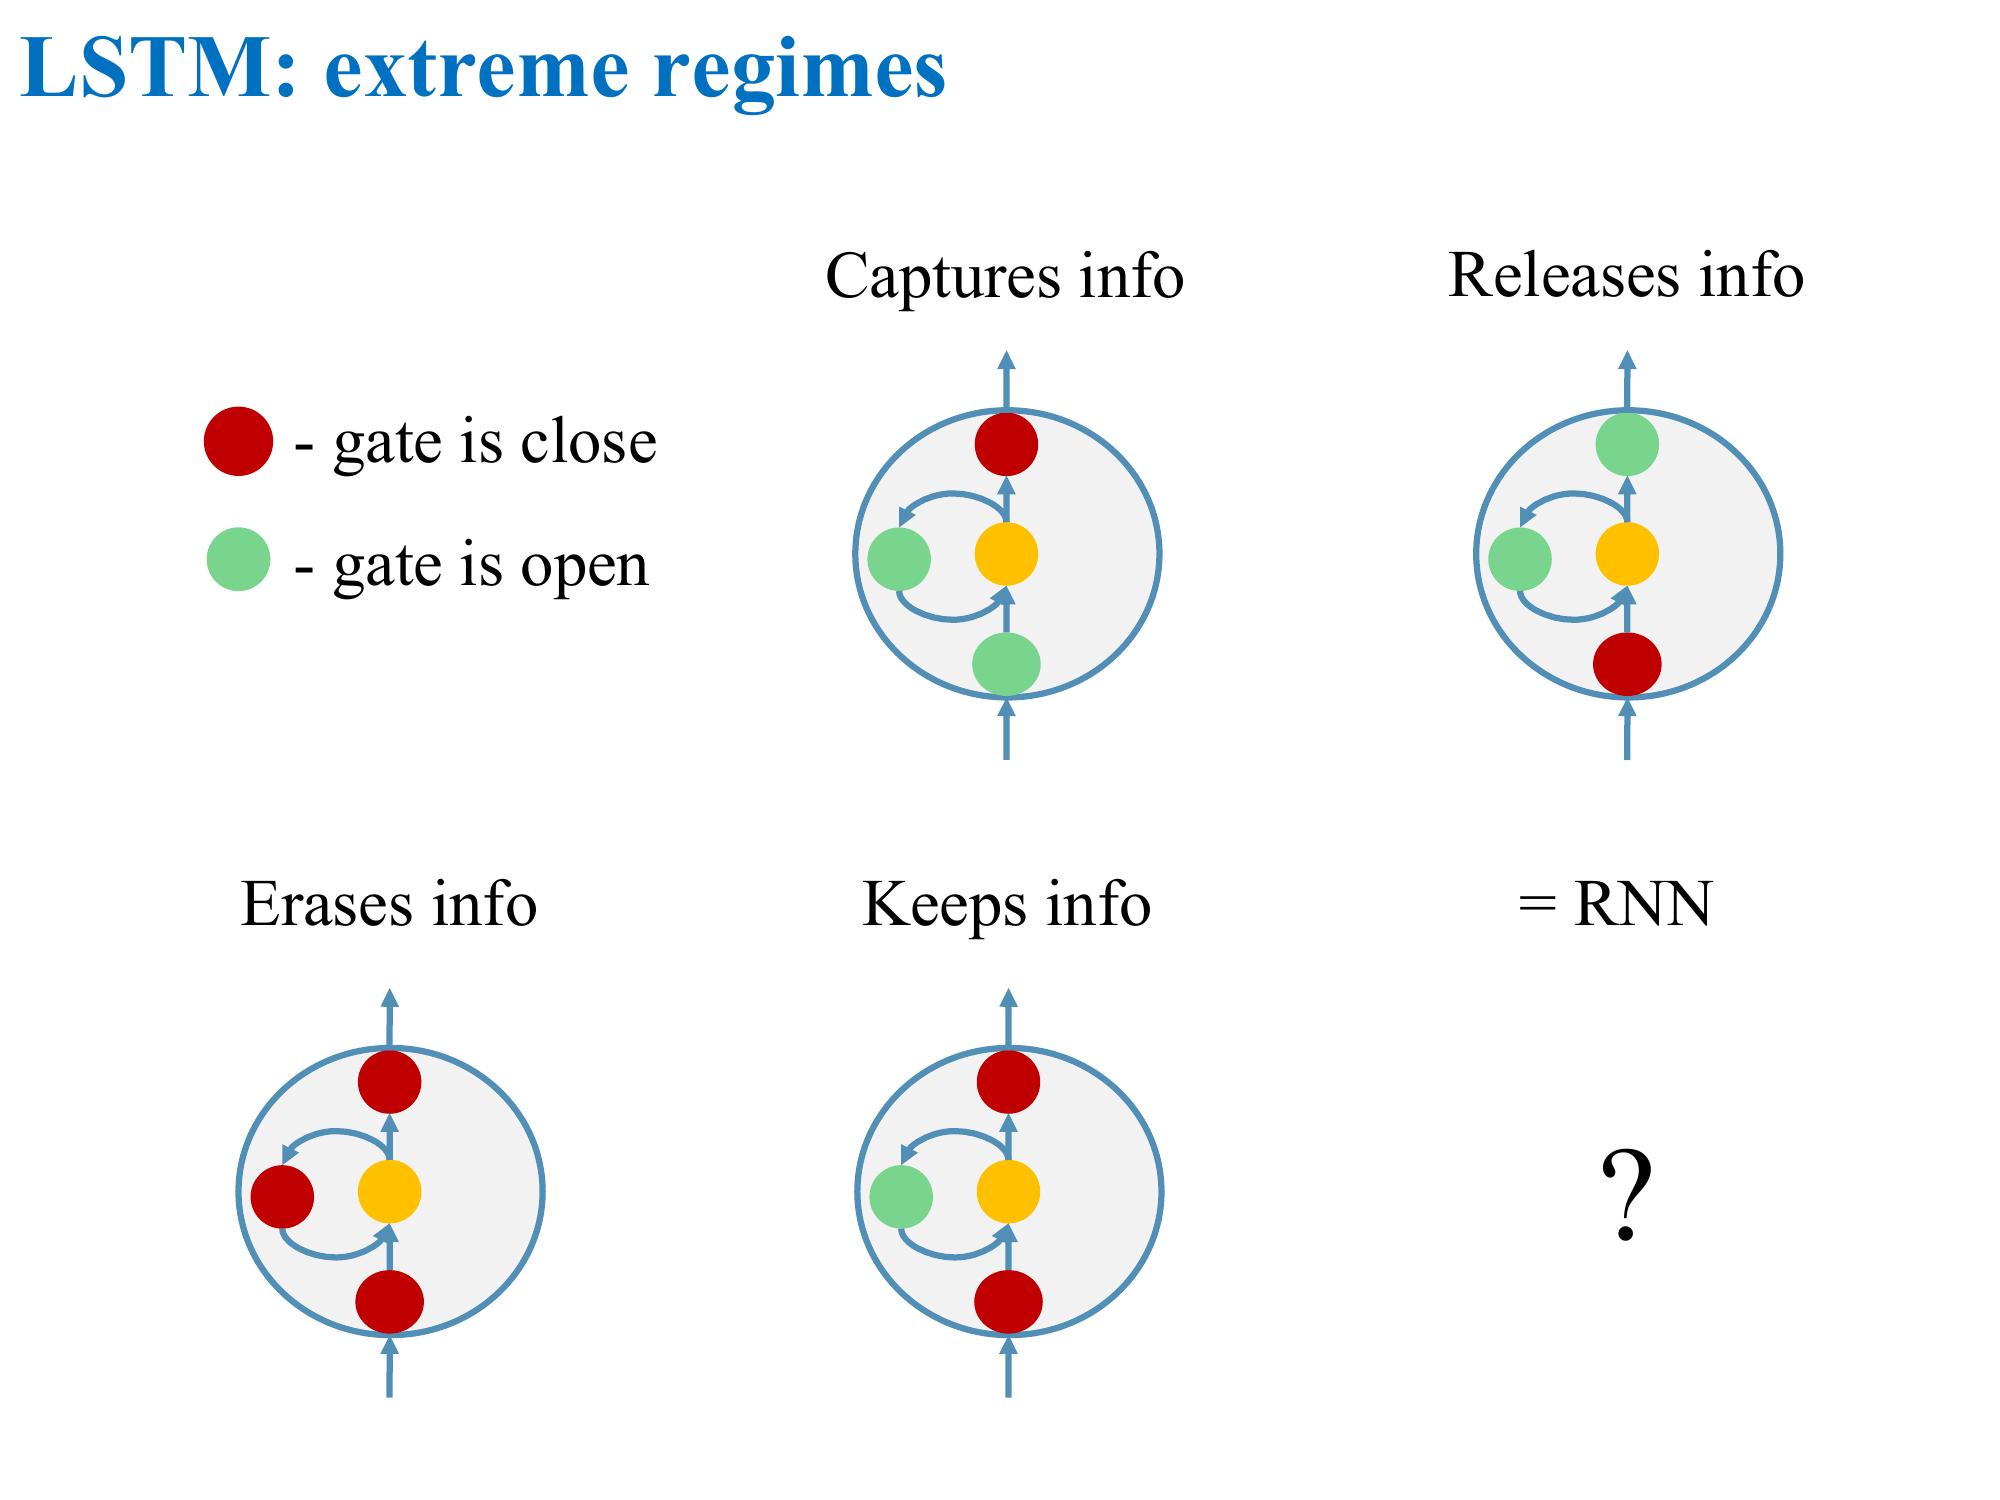 LSTM: extreme regimes
Captures info
Releases info
- gate is close
- gate is open
Erases info
Keeps info
= RNN
?